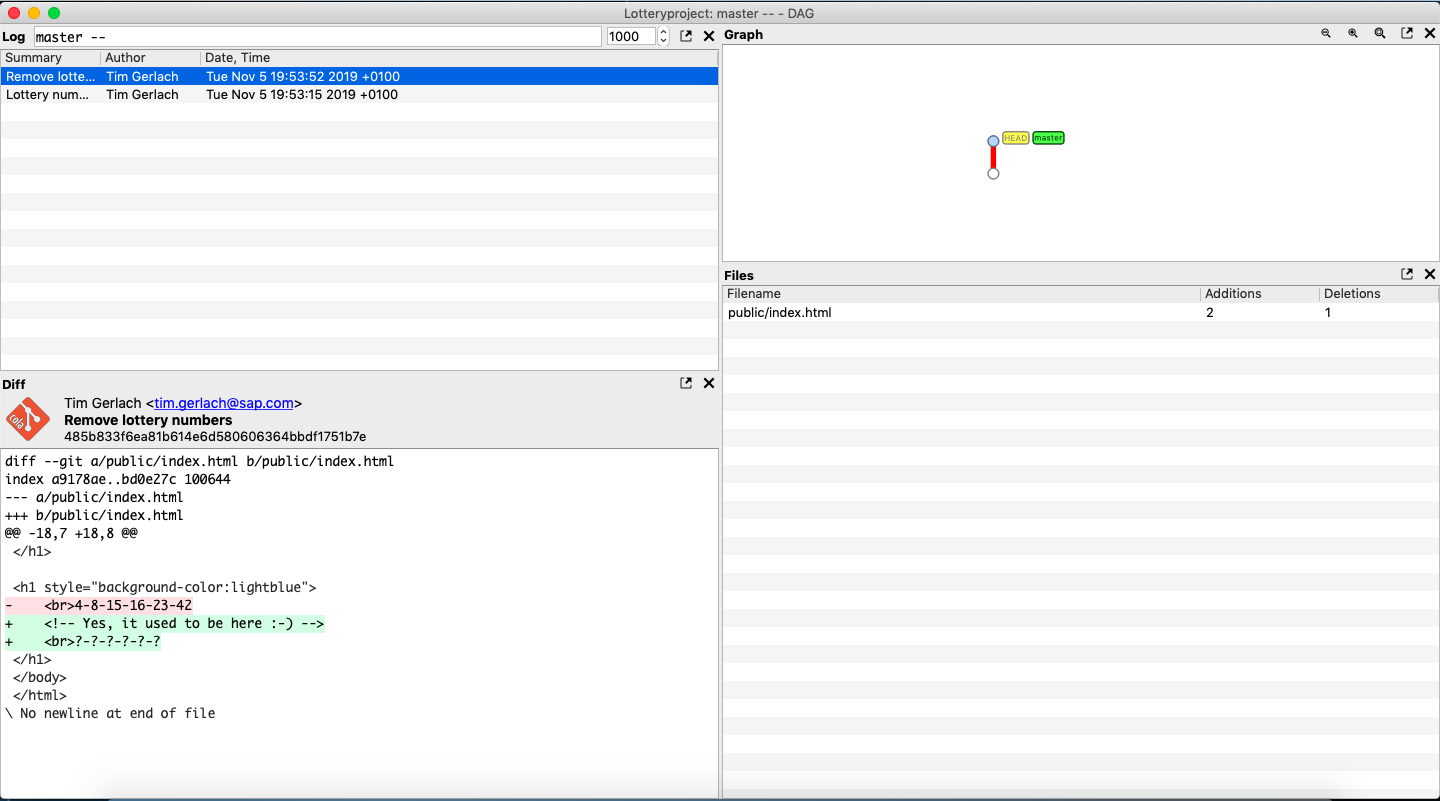 Lotteryproject: master -- - DAG
Log master -- 1000
Summary Author Date, Time
Remove lotte... Tim Gerlach Tue Nov 5 19:53:52 2019 +0100
Lottery num... Tim Gerlach Tue Nov 5 19:53:15 2019 +0100
Graph
HEAD master
Files
Filename Additions Deletions
public/index.html 2 1
Diff
cola
Tim Gerlach <tim.gerlach@sap.com>
Remove lottery numbers
485b833f6ea81b614e6d580606364bbdf1751b7e
diff --git a/public/index.html b/public/index.html
index a9178ae..bd0e27c 100644
--- a/public/index.html
+++ b/public/index.html
@@ -18,7 +18,8 @@
 </h1>
 <h1 style="background-color:lightblue">
-    <br>4-8-15-16-23-42
+    <!-- Yes, it used to be here :-) -->
+    <br>?-?-?-?-?-?
 </h1>
 </body>
 </html>
\ No newline at end of file